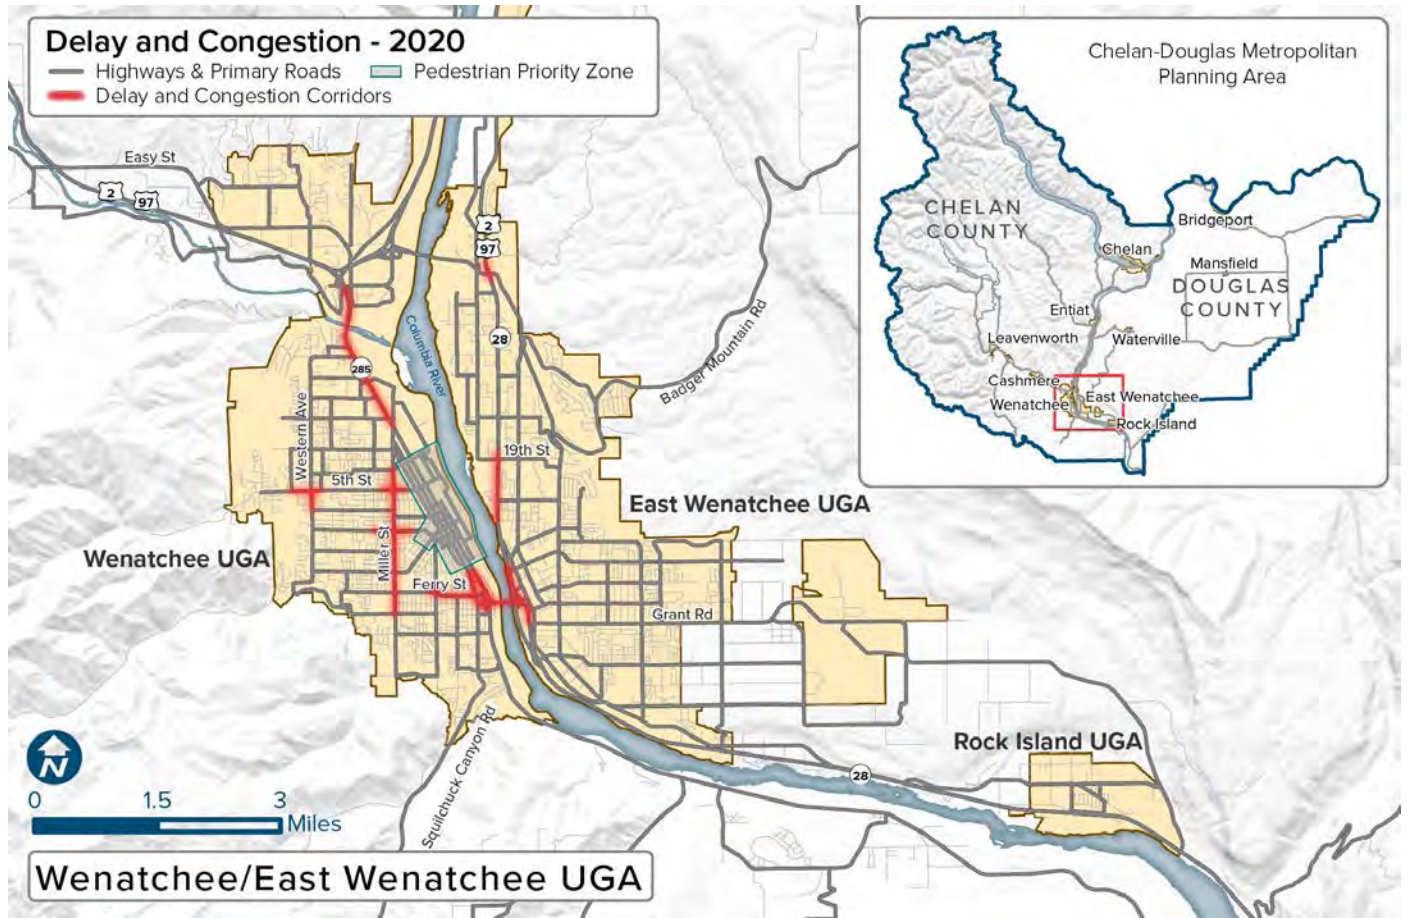 Delay and Congestion - 2020
Highways & Primary Roads
Pedestrian Priority Zone
Delay and Congestion Corridors
Chelan-Douglas Metropolitan
Planning Area
CHELAN
COUNTY
Bridgeport
Chelan
Mansfield
DOUGLAS
COUNTY
Entiat
Leavenworth
Waterville
Cashmere
East Wenatchee
Wenatchee
Rock Island
Easy St
2
97
2
97
28
Columbia River
285
Badger Mountain Rd
Western Ave
19th St
5th St
East Wenatchee UGA
Wenatchee UGA
Miller St
Ferry St
Grant Rd
Squilchuck Canyon Rd
Rock Island UGA
28
N
0 1.5 3
Miles
Wenatchee/East Wenatchee UGA